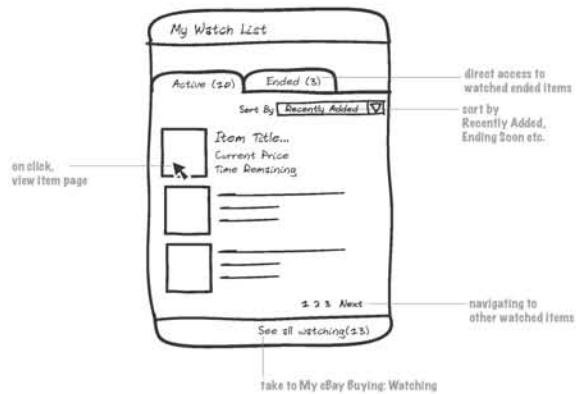 My Watch List
Active (20)
Ended (3)
direct access to
watched ended items
Sort By Recently Added
sort by
Recently Added,
Ending Soon etc.
Item Title...
Current Price
Time Remaining
on click,
view item page
1 2 3 Next
navigating to
other watched items
See all watching(23)
take to My eBay Buying: Watching